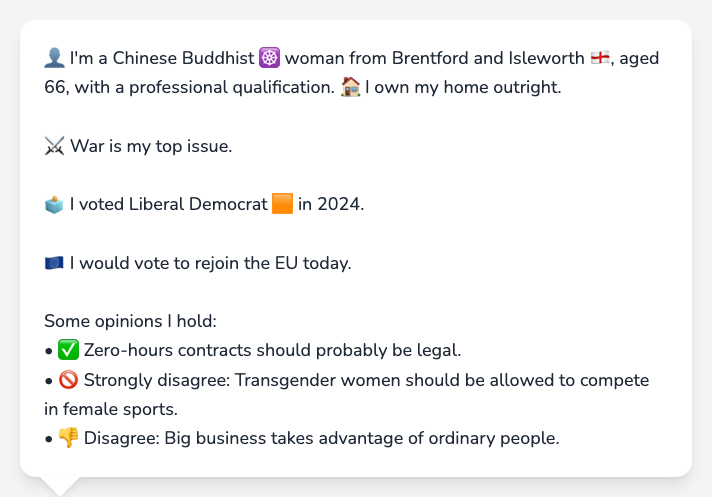 👤 I'm a Chinese Buddhist ☸️ woman from Brentford and Isleworth 🏴󠁧󠁢󠁥󠁮󠁧󠁿, aged
66, with a professional qualification. 🏠 I own my home outright.
⚔️ War is my top issue.
🗳️ I voted Liberal Democrat 🟧 in 2024.
🇪🇺 I would vote to rejoin the EU today.
Some opinions I hold:
• ✅ Zero-hours contracts should probably be legal.
• 🚫 Strongly disagree: Transgender women should be allowed to compete
in female sports.
• 👎 Disagree: Big business takes advantage of ordinary people.